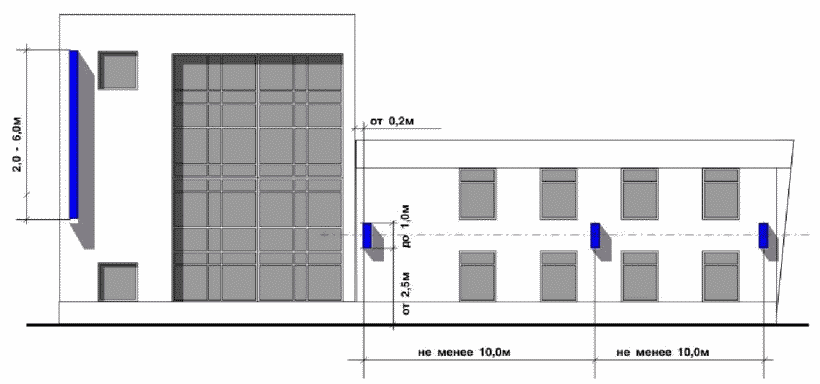 2,0 - 6,0м
от 0,2м
до 1,0м
от 2,5м
не менее 10,0м
не менее 10,0м